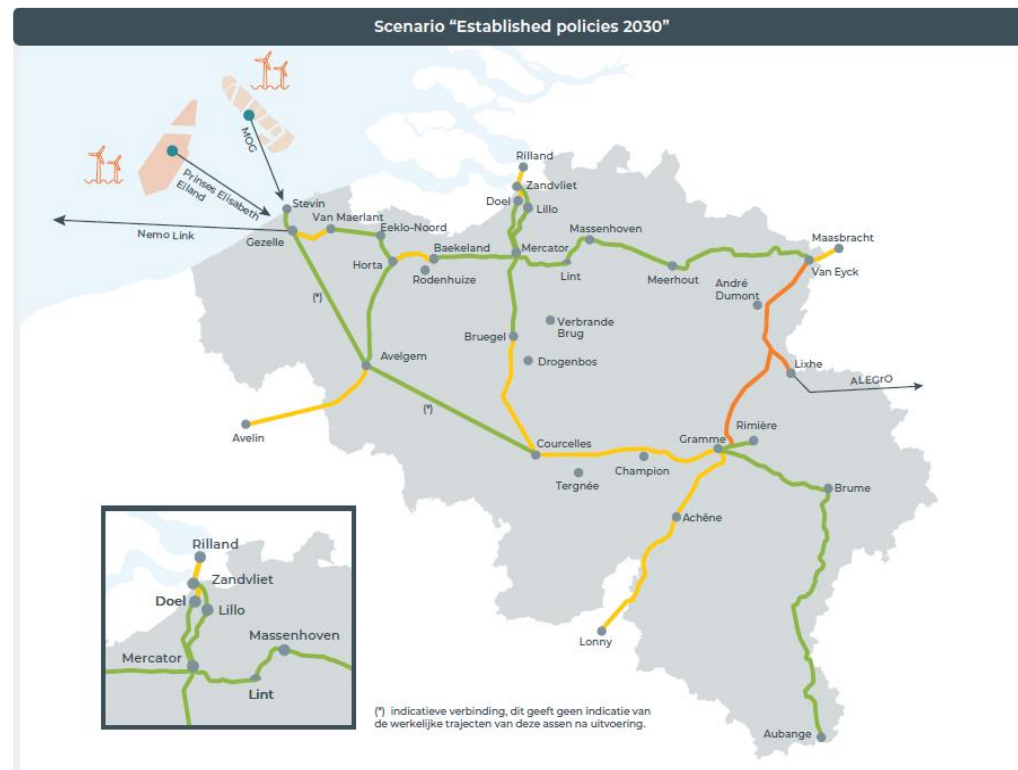 Scenario “Established policies 2030”
MOG
Prinses Elisabeth
Eiland
Nemo Link
Stevin
Gezelle
Van Maerlant
Eeklo-Noord
Horta
Baekeland
Rodenhuize
Rilland
Zandvliet
Doel
Lillo
Mercator
Massenhoven
Lint
Meerhout
Maasbracht
Van Eyck
André
Dumont
Verbrande
Brug
Bruegel
Drogenbos
(*)
Avelgem
Lixhe
ALEGrO
(*)
Avelin
Courcelles
Gramme
Rimière
Champion
Tergnée
Brume
Achêne
Lonny
Aubange
Rilland
Zandvliet
Doel
Lillo
Massenhoven
Mercator
Lint
(*) indicatieve verbinding, dit geeft geen indicatie van
de werkelijke trajecten van deze assen na uitvoering.